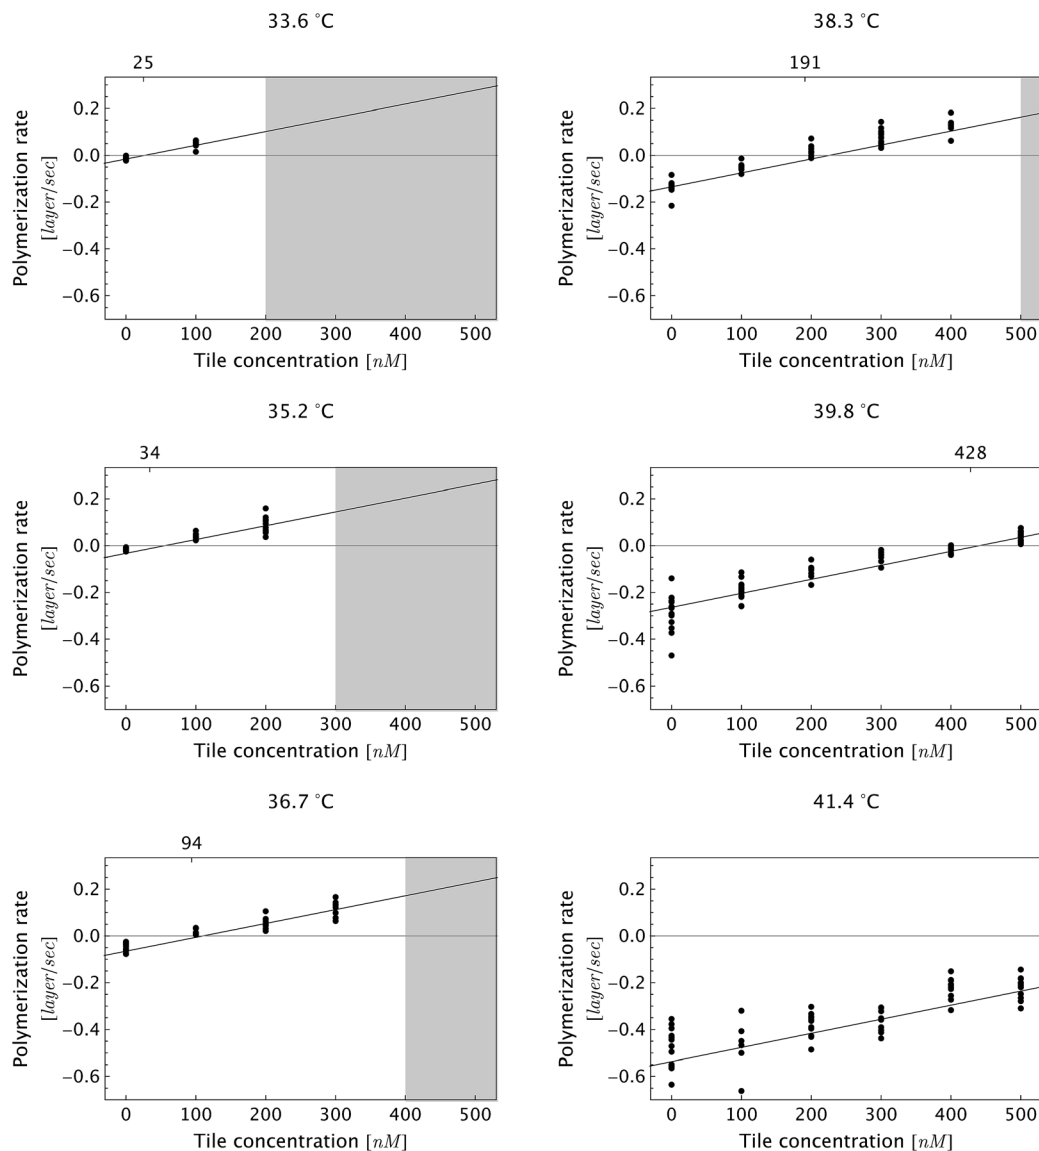 33.6 °C
25
0.2
0.0
−0.2
−0.4
−0.6
Polymerization rate
[layer/sec]
0 100 200 300 400 500
Tile concentration [nM]
38.3 °C
191
0.2
0.0
−0.2
−0.4
−0.6
Polymerization rate
[layer/sec]
0 100 200 300 400 500
Tile concentration [nM]
35.2 °C
34
0.2
0.0
−0.2
−0.4
−0.6
Polymerization rate
[layer/sec]
0 100 200 300 400 500
Tile concentration [nM]
39.8 °C
428
0.2
0.0
−0.2
−0.4
−0.6
Polymerization rate
[layer/sec]
0 100 200 300 400 500
Tile concentration [nM]
36.7 °C
94
0.2
0.0
−0.2
−0.4
−0.6
Polymerization rate
[layer/sec]
0 100 200 300 400 500
Tile concentration [nM]
41.4 °C
0.2
0.0
−0.2
−0.4
−0.6
Polymerization rate
[layer/sec]
0 100 200 300 400 500
Tile concentration [nM]